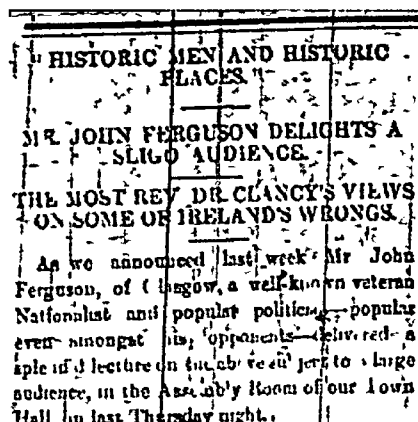 "HISTORIC MEN AND HISTORIC
PLACES."
MR. JOHN FERGUSON DELIGHTS A
SLIGO AUDIENCE.
THE MOST REV. DR. CLANCY'S VIEWS
ON SOME OF IRELAND'S WRONGS.
As we announced last week Mr John
Ferguson, of Glasgow, a well-known veteran
Nationalist and popular politician, popular
even amongst his opponents—delivered a
lecture on the above subject to a large
audience, in the Assembly Room of our Town
Hall on last Thursday night.